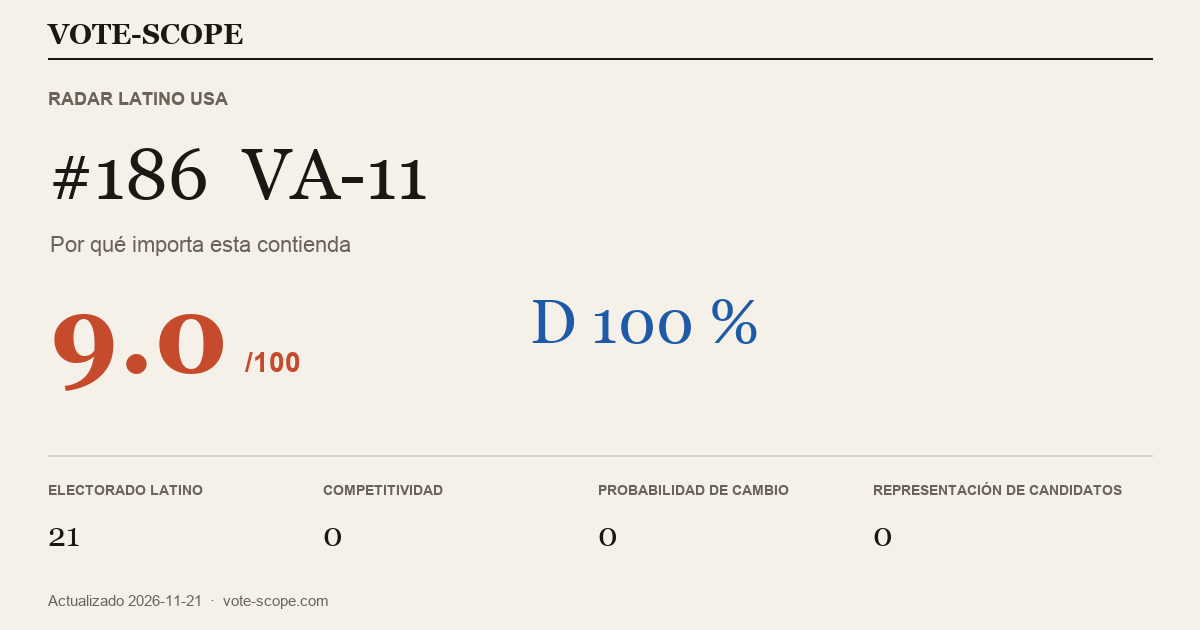 VOTE-SCOPE
RADAR LATINO USA
#186 VA-11
Por qué importa esta contienda
9.0 /100
D 100 %
ELECTORADO LATINO
21
COMPETITIVIDAD
0
PROBABILIDAD DE CAMBIO
0
REPRESENTACIÓN DE CANDIDATOS
0
Actualizado 2026-11-21 · vote-scope.com